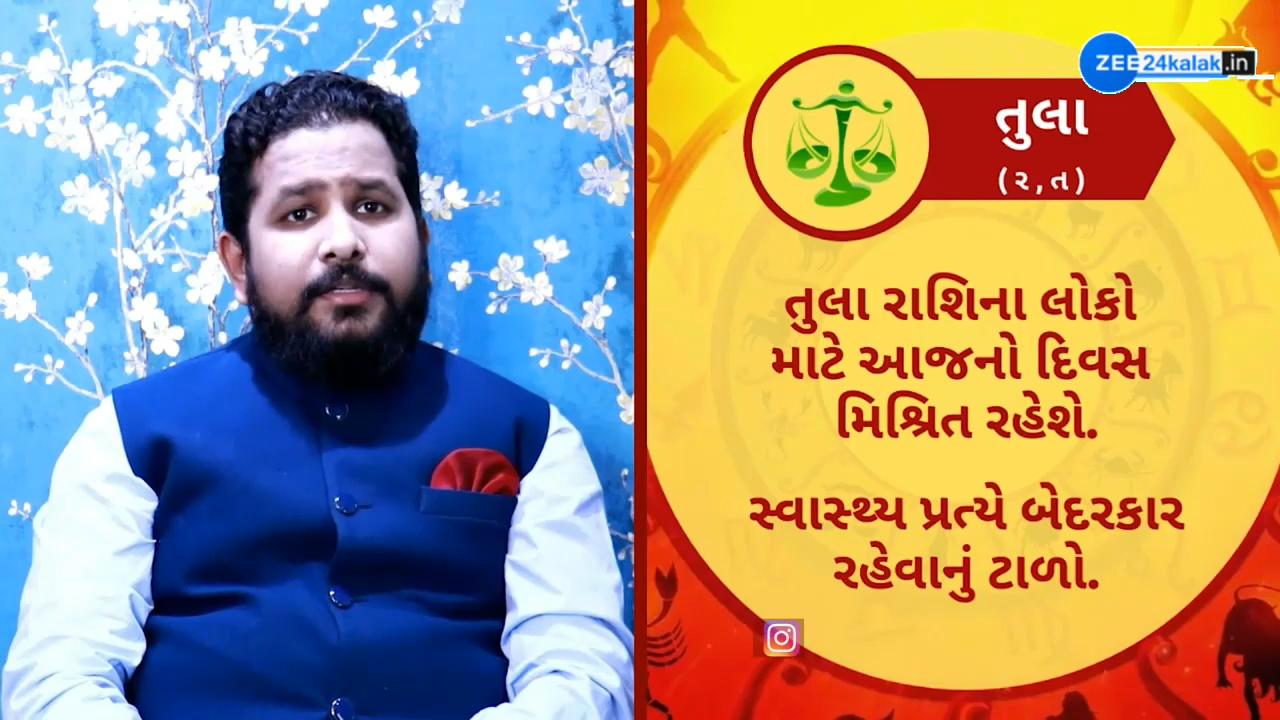 ZEE24kalak.in
તુલા
(ર,ત)
તુલા રાશિના લોકો
માટે આજનો દિવસ
મિશ્રિત રહેશે.
સ્વાસ્થ્ય પ્રત્યે બેદરકાર
રહેવાનું ટાળો.